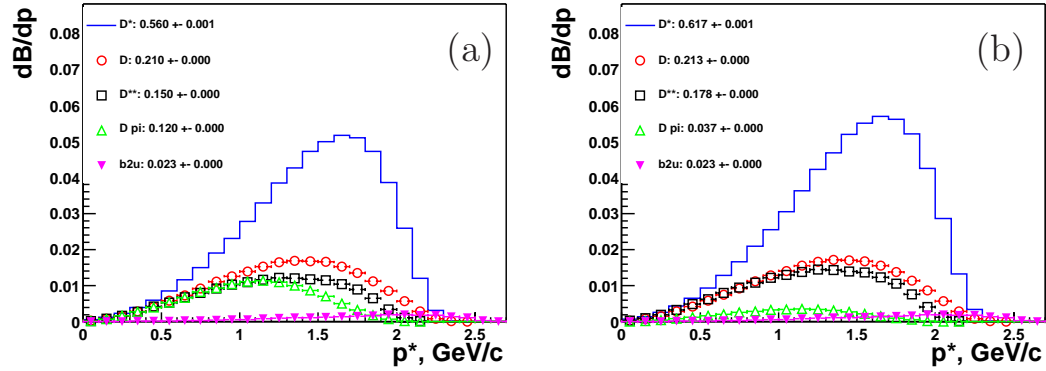 dB/dp
0.08
0.07
0.06
0.05
0.04
0.03
0.02
0.01
0
D*: 0.560 +- 0.001
D: 0.210 +- 0.000
D**: 0.150 +- 0.000
D pi: 0.120 +- 0.000
b2u: 0.023 +- 0.000
(a)
0 0.5 1 1.5 2 2.5
p*, GeV/c
dB/dp
0.08
0.07
0.06
0.05
0.04
0.03
0.02
0.01
0
D*: 0.617 +- 0.001
D: 0.213 +- 0.000
D**: 0.178 +- 0.000
D pi: 0.037 +- 0.000
b2u: 0.023 +- 0.000
(b)
0 0.5 1 1.5 2 2.5
p*, GeV/c